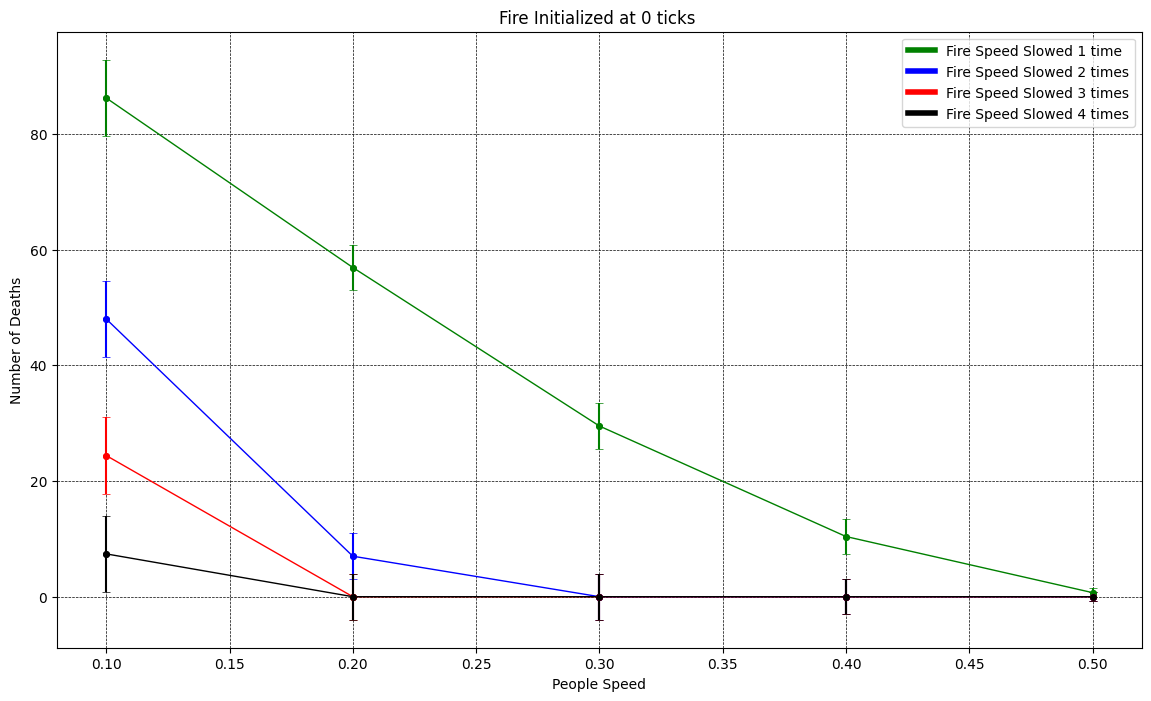 Fire Initialized at 0 ticks
Fire Speed Slowed 1 time
Fire Speed Slowed 2 times
Fire Speed Slowed 3 times
Fire Speed Slowed 4 times
Number of Deaths
80
60
40
20
0
0.10 0.15 0.20 0.25 0.30 0.35 0.40 0.45 0.50
People Speed